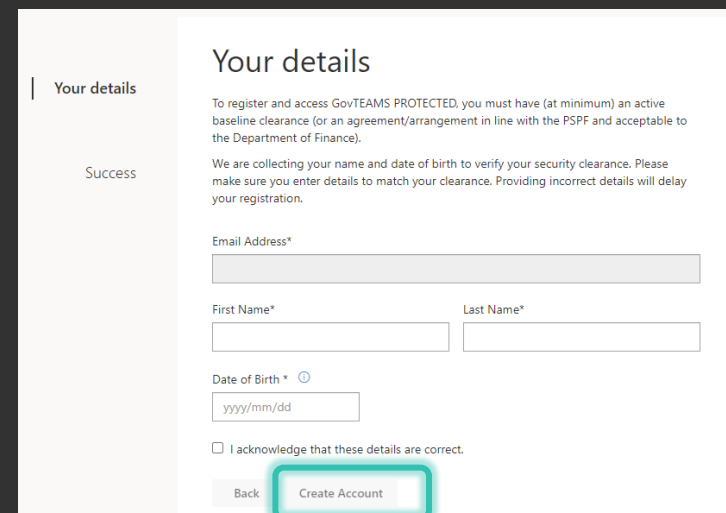 Your details
Your details
To register and access GovTEAMS PROTECTED, you must have (at minimum) an active
baseline clearance (or an agreement/arrangement in line with the PSPF and acceptable to
the Department of Finance).
We are collecting your name and date of birth to verify your security clearance. Please
make sure you enter details to match your clearance. Providing incorrect details will delay
your registration.
Success
Email Address*
First Name* Last Name*
Date of Birth *
yyyy/mm/dd
I acknowledge that these details are correct.
Back Create Account